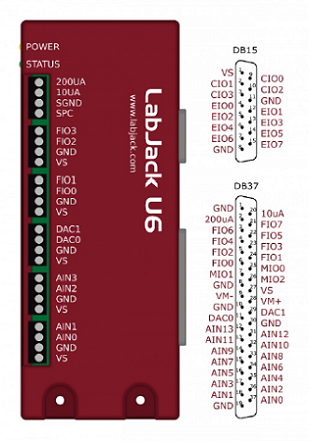 POWER
STATUS
200UA
10UA
SGND
SPC
FIO3
FIO2
GND
VS
FIO1
FIO0
GND
VS
DAC1
DAC0
GND
VS
AIN3
AIN2
GND
VS
AIN1
AIN0
GND
VS
LabJack U6
www.labjack.com
DB15
VS
CIO1
CIO3
EIO0
EIO2
EIO4
EIO6
GND
CIO0
CIO2
GND
EIO1
EIO3
EIO5
EIO7
DB37
GND
200uA
FIO6
FIO4
FIO2
FIO0
MIO1
GND
VM-
GND
DAC0
AIN13
AIN11
AIN9
AIN7
AIN5
AIN3
AIN1
GND
10uA
FIO7
FIO5
FIO3
FIO1
MIO0
MIO2
VS
VM+
DAC1
GND
AIN12
AIN10
AIN8
AIN6
AIN4
AIN2
AIN0